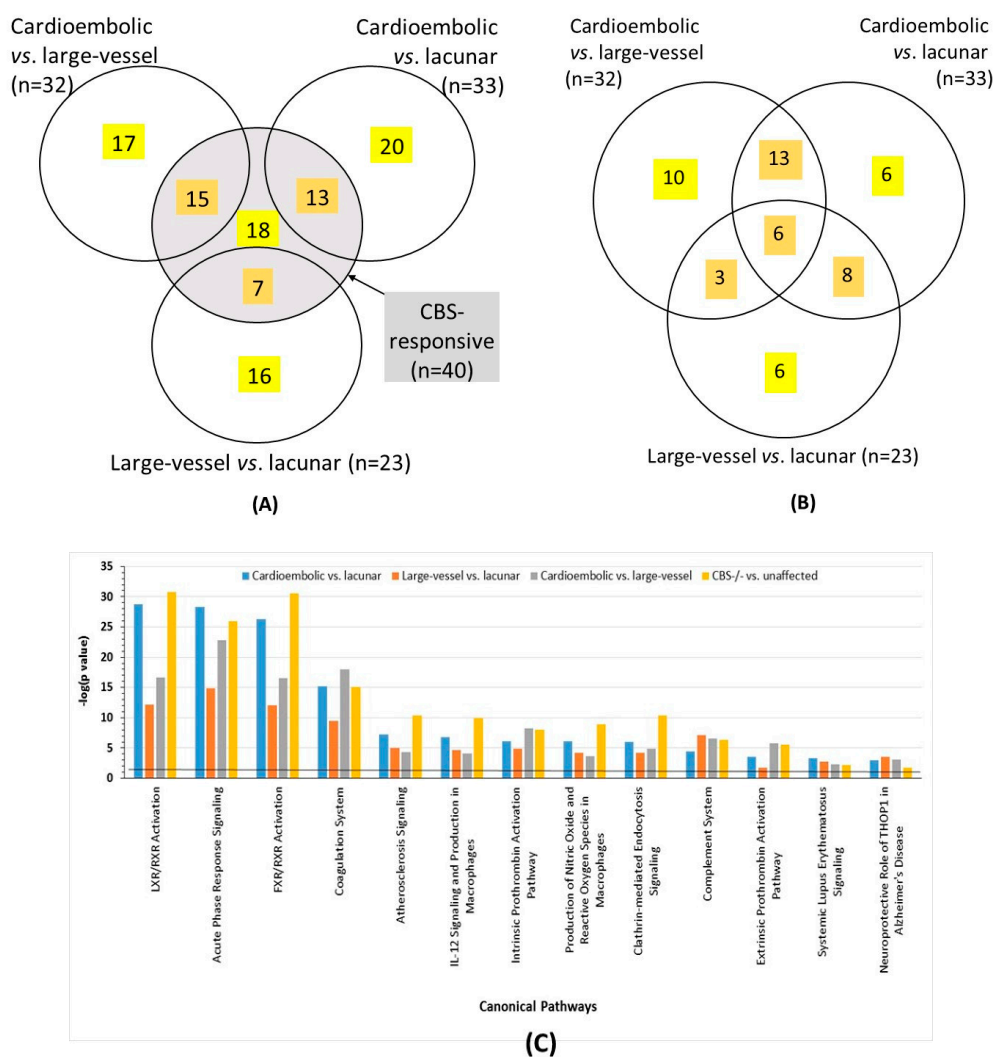 Cardioembolic
vs. large-vessel
(n=32)
Cardioembolic
vs. lacunar
(n=33)
17
20
15
13
18
7
16
CBS-
responsive
(n=40)
Large-vessel vs. lacunar (n=23)
(A)
Cardioembolic
vs. large-vessel
(n=32)
Cardioembolic
vs. lacunar
(n=33)
13
10
6
6
3
8
6
Large-vessel vs. lacunar (n=23)
(B)
35
30
25
20
15
10
5
0
-log(p value)
Cardioembolic vs. lacunar
Large-vessel vs. lacunar
Cardioembolic vs. large-vessel
CBS-/- vs. unaffected
LXR/RXR Activation
Acute Phase Response Signaling
FXR/RXR Activation
Coagulation System
Atherosclerosis Signaling
IL-12 Signaling and Production in
Macrophages
Intrinsic Prothrombin Activation
Pathway
Production of Nitric Oxide and
Reactive Oxygen Species in
Macrophages
Clathrin-mediated Endocytosis
Signaling
Complement System
Extrinsic Prothrombin Activation
Pathway
Systemic Lupus Erythematosus
Signaling
Neuroprotective Role of THOP1 in
Alzheimer's Disease
Canonical Pathways
(C)